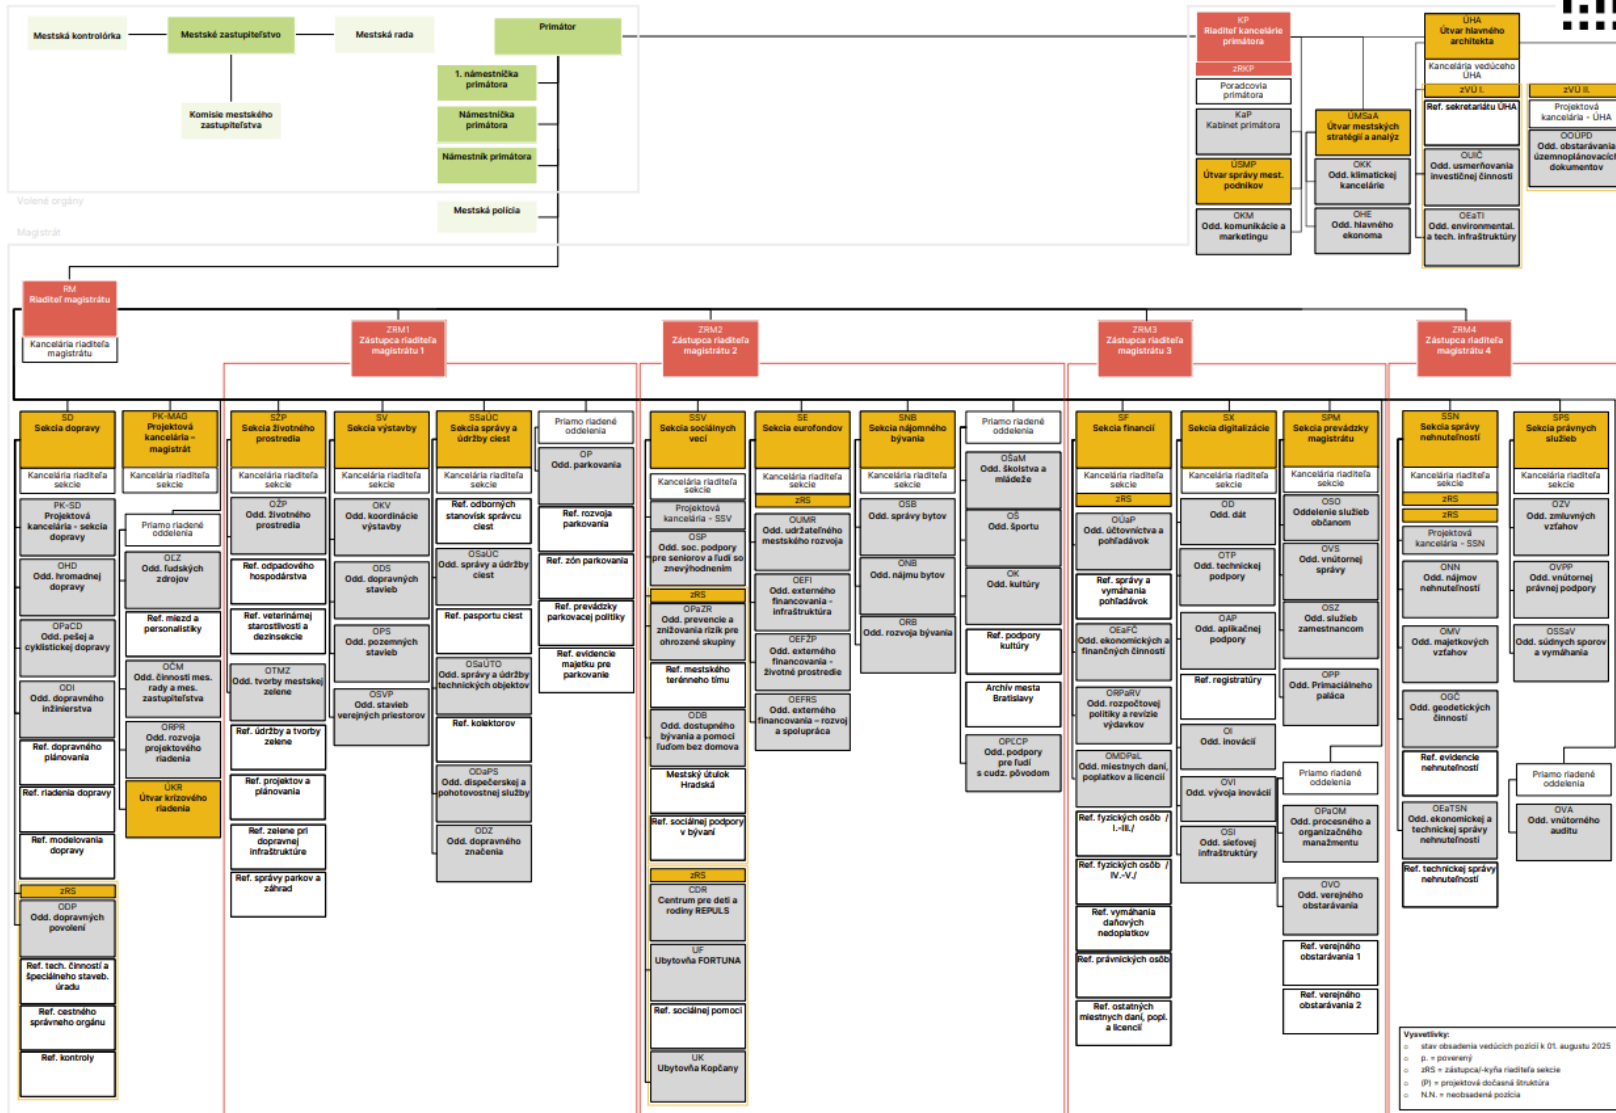 Mestská kontrolórka
Mestské zastupiteľstvo
Mestská rada
Komisie mestského
zastupiteľstva
Primátor
1. námestníčka
primátora
Námestníčka
primátora
Námestník primátora
Mestská polícia
Volené orgány
Magistrát
KP
Riaditeľ kancelárie
primátora
zRKP
Poradcovia
primátora
KaP
Kabinet primátora
ÚSMP
Útvar správy mest.
podnikov
OKM
Odd. komunikácie a
marketingu
ÚMSaA
Útvar mestských
stratégií a analýz
OKK
Odd. klimatickej
kancelárie
OHE
Odd. hlavného
ekonoma
ÚHA
Útvar hlavného
architekta
Kancelária vedúceho
ÚHA
zVÚ I.
Ref. sekretariátu ÚHA
OUIČ
Odd. usmerňovania
investičnej činnosti
OEaTI
Odd. environmental.
a tech. infraštruktúry
zVÚ II.
Projektová
kancelária - ÚHA
OOÚPD
Odd. obstarávania
územnoplánovacích
dokumentov
RM
Riaditeľ magistrátu
Kancelária riaditeľa
magistrátu
ZRM1
Zástupca riaditeľa
magistrátu 1
ZRM2
Zástupca riaditeľa
magistrátu 2
ZRM3
Zástupca riaditeľa
magistrátu 3
ZRM4
Zástupca riaditeľa
magistrátu 4
SD
Sekcia dopravy
Kancelária riaditeľa
sekcie
PK-SD
Projektová
kancelária - sekcia
dopravy
OHD
Odd. hromadnej
dopravy
OPaCD
Odd. pešej a
cyklistickej dopravy
ODI
Odd. dopravného
inžinierstva
Ref. dopravného
plánovania
Ref. riadenia dopravy
Ref. modelovania
dopravy
zRS
ODP
Odd. dopravných
povolení
Ref. tech. činností a
špeciálneho staveb.
úradu
Ref. cestného
správneho orgánu
Ref. kontroly
PK-MAG
Projektová
kancelária –
magistrát
Kancelária riaditeľa
sekcie
Priamo riadené
oddelenia
OĽZ
Odd. ľudských
zdrojov
Ref. miezd a
personalistiky
OČM
Odd. činnosti mes.
rady a mes.
zastupiteľstva
ORPR
Odd. rozvoja
projektového
riadenia
ÚKR
Útvar krízového
riadenia
SŽP
Sekcia životného
prostredia
Kancelária riaditeľa
sekcie
OŽP
Odd. životného
prostredia
Ref. odpadového
hospodárstva
Ref. veterinárnej
starostlivosti a
dezinsekcie
OTMZ
Odd. tvorby mestskej
zelene
Ref. údržby a tvorby
zelene
Ref. projektov a
plánovania
Ref. zelene pri
dopravnej
infraštruktúre
Ref. správy parkov a
záhrad
SV
Sekcia výstavby
Kancelária riaditeľa
sekcie
OKV
Odd. koordinácie
výstavby
ODS
Odd. dopravných
stavieb
OPS
Odd. pozemných
stavieb
OSVP
Odd. stavieb
verejných priestorov
SSaÚC
Sekcia správy a
údržby ciest
Kancelária riaditeľa
sekcie
Ref. odborných
stanovísk správcu
ciest
OSaÚC
Odd. správy a údržby
ciest
Ref. pasportu ciest
OSaÚTO
Odd. správy a údržby
technických objektov
Ref. kolektorov
ODaPS
Odd. dispečerskej a
pohotovostnej služby
ODZ
Odd. dopravného
značenia
Priamo riadené
oddelenia
OP
Odd. parkovania
Ref. rozvoja
parkovania
Ref. zón parkovania
Ref. prevádzky
parkovacej politiky
Ref. evidencie
majetku pre
parkovanie
SSV
Sekcia sociálnych
vecí
Kancelária riaditeľa
sekcie
Projektová
kancelária - SSV
OSP
Odd. soc. podpory
pre seniorov a ľudí so
znevýhodnením
zRS
OPaZR
Odd. prevencie a
znižovania rizík pre
ohrozené skupiny
Ref. mestského
terénneho tímu
ODB
Odd. dostupného
bývania a pomoci
ľuďom bez domova
Mestský útulok
Hradská
Ref. sociálnej podpory
v bývaní
zRS
CDR
Centrum pre deti a
rodiny REPULS
UF
Ubytovňa FORTUNA
Ref. sociálnej pomoci
UK
Ubytovňa Kopčany
SE
Sekcia eurofondov
Kancelária riaditeľa
sekcie
zRS
OUMR
Odd. udržateľného
mestského rozvoja
OEFI
Odd. externého
financovania -
infraštruktúra
OEFŽP
Odd. externého
financovania -
životné prostredie
OEFRS
Odd. externého
financovania – rozvoj
a spolupráca
SNB
Sekcia nájomného
bývania
Kancelária riaditeľa
sekcie
OSB
Odd. správy bytov
ONB
Odd. nájmu bytov
ORB
Odd. rozvoja bývania
Priamo riadené
oddelenia
OŠaM
Odd. školstva a
mládeže
OŠ
Odd. športu
OK
Odd. kultúry
Ref. podpory
kultúry
Archív mesta
Bratislavy
OPĽCP
Odd. podpory
pre ľudí
s cudz. pôvodom
SF
Sekcia financií
Kancelária riaditeľa
sekcie
zRS
OÚaP
Odd. účtovníctva a
pohľadávok
Ref. správy a
vymáhania
pohľadávok
OEaFČ
Odd. ekonomických a
finančných činností
ORPaRV
Odd. rozpočtovej
politiky a revízie
výdavkov
OMDPaL
Odd. miestnych daní,
poplatkov a licencií
Ref. fyzických osôb /
I.-III./
Ref. fyzických osôb /
IV.-V./
Ref. vymáhania
daňových
nedoplatkov
Ref. právnických osôb
Ref. ostatných
miestnych daní, popl.
a licencií
SX
Sekcia digitalizácie
Kancelária riaditeľa
sekcie
OD
Odd. dát
OTP
Odd. technickej
podpory
OAP
Odd. aplikačnej
podpory
Ref. registratúry
OI
Odd. inovácií
OVI
Odd. vývoja inovácií
OSI
Odd. sieťovej
infraštruktúry
SPM
Sekcia prevádzky
magistrátu
Kancelária riaditeľa
sekcie
OSO
Oddelenie služieb
občanom
OVS
Odd. vnútornej
správy
OSZ
Odd. služieb
zamestnancom
OPP
Odd. Primaciálneho
paláca
Priamo riadené
oddelenia
OPaOM
Odd. procesného a
organizačného
manažmentu
OVO
Odd. verejného
obstarávania
Ref. verejného
obstarávania 1
Ref. verejného
obstarávania 2
SSN
Sekcia správy
nehnuteľností
Kancelária riaditeľa
sekcie
zRS
zRS
Projektová
kancelária - SSN
ONN
Odd. nájmov
nehnuteľností
OMV
Odd. majetkových
vzťahov
OGČ
Odd. geodetických
činností
Ref. evidencie
nehnuteľností
OEaTSN
Odd. ekonomickej a
technickej správy
nehnuteľností
Ref. technickej správy
nehnuteľností
SPS
Sekcia právnych
služieb
Kancelária riaditeľa
sekcie
OZV
Odd. zmluvných
vzťahov
OVPP
Odd. vnútornej
právnej podpory
OSSaV
Odd. súdnych sporov
a vymáhania
Priamo riadené
oddelenia
OVA
Odd. vnútorného
auditu
Vysvetlivky:
o stav obsadenia vedúcich pozícií k 01. augustu 2025
o p. = poverený
o zRS = zástupca/-kyňa riaditeľa sekcie
o (P) = projektová dočasná štruktúra
o N.N. = neobsadená pozícia